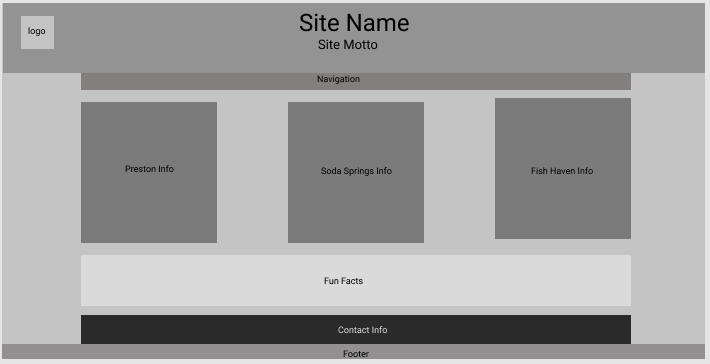 logo
Site Name
Site Motto
Navigation
Preston Info
Soda Springs Info
Fish Haven Info
Fun Facts
Contact Info
Footer